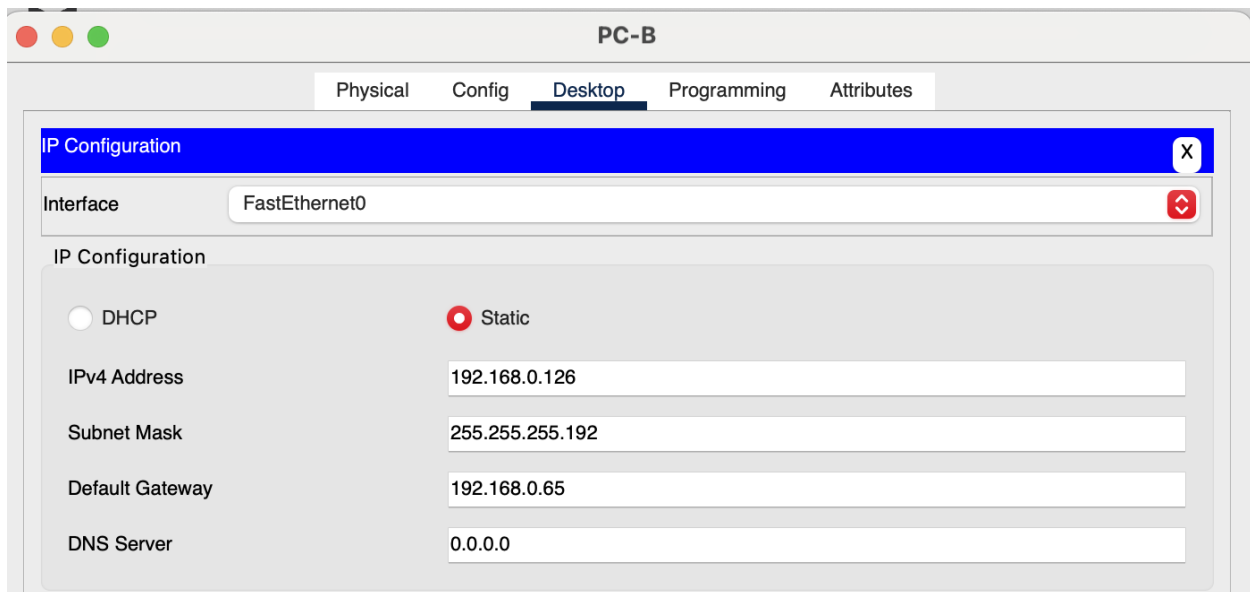 PC-B
Physical Config Desktop Programming Attributes
IP Configuration X
Interface FastEthernet0
IP Configuration
DHCP Static
IPv4 Address 192.168.0.126
Subnet Mask 255.255.255.192
Default Gateway 192.168.0.65
DNS Server 0.0.0.0